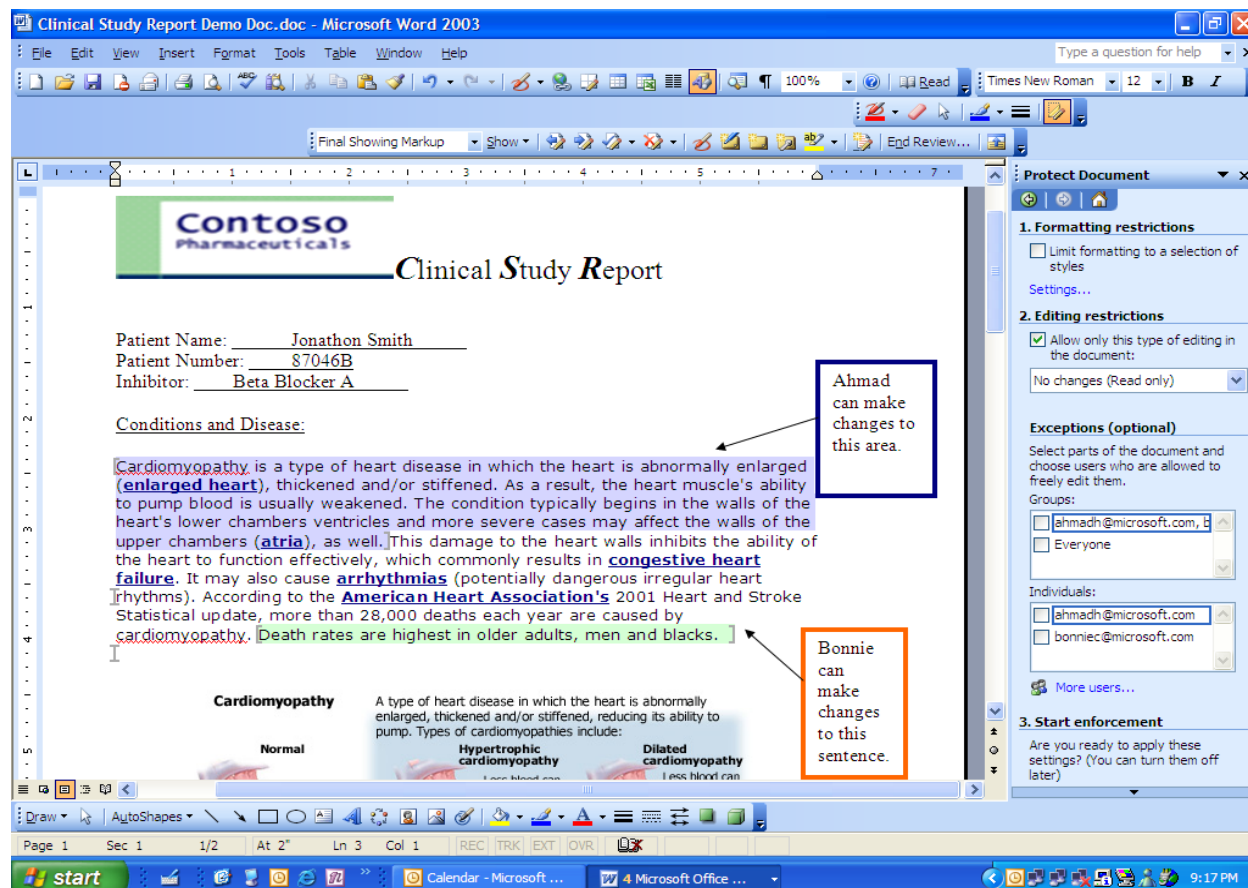 Clinical Study Report Demo Doc.doc - Microsoft Word 2003
File Edit View Insert Format Tools Table Window Help
Type a question for help
100% Read Times New Roman 12 B I
Final Showing Markup Show End Review...
1 2 3 4 5 7
Contoso
Pharmaceuticals
Clinical Study Report
Patient Name: Jonathon Smith
Patient Number: 87046B
Inhibitor: Beta Blocker A
Conditions and Disease:
Cardiomyopathy is a type of heart disease in which the heart is abnormally enlarged
(enlarged heart), thickened and/or stiffened. As a result, the heart muscle's ability
to pump blood is usually weakened. The condition typically begins in the walls of the
heart's lower chambers ventricles and more severe cases may affect the walls of the
upper chambers (atria), as well. This damage to the heart walls inhibits the ability of
the heart to function effectively, which commonly results in congestive heart
failure. It may also cause arrhythmias (potentially dangerous irregular heart
rhythms). According to the American Heart Association's 2001 Heart and Stroke
Statistical update, more than 28,000 deaths each year are caused by
cardiomyopathy. Death rates are highest in older adults, men and blacks.
Ahmad
can make
changes to
this area.
Bonnie
can
make
changes
to this
sentence.
Cardiomyopathy
A type of heart disease in which the heart is abnormally
enlarged, thickened and/or stiffened, reducing its ability to
pump. Types of cardiomyopathies include:
Normal
Hypertrophic
cardiomyopathy
Less blood can
Dilated
cardiomyopathy
Less blood can
Protect Document
1. Formatting restrictions
Limit formatting to a selection of
styles
Settings...
2. Editing restrictions
Allow only this type of editing in
the document:
No changes (Read only)
Exceptions (optional)
Select parts of the document and
choose users who are allowed to
freely edit them.
Groups:
ahmadh@microsoft.com, b
Everyone
Individuals:
ahmadh@microsoft.com
bonniec@microsoft.com
More users...
3. Start enforcement
Are you ready to apply these
settings? (You can turn them off
later)
Draw AutoShapes
Page 1 Sec 1 1/2 At 2" Ln 3 Col 1 REC TRK EXT OVR
start Calendar - Microsoft ... 4 Microsoft Office ... 9:17 PM